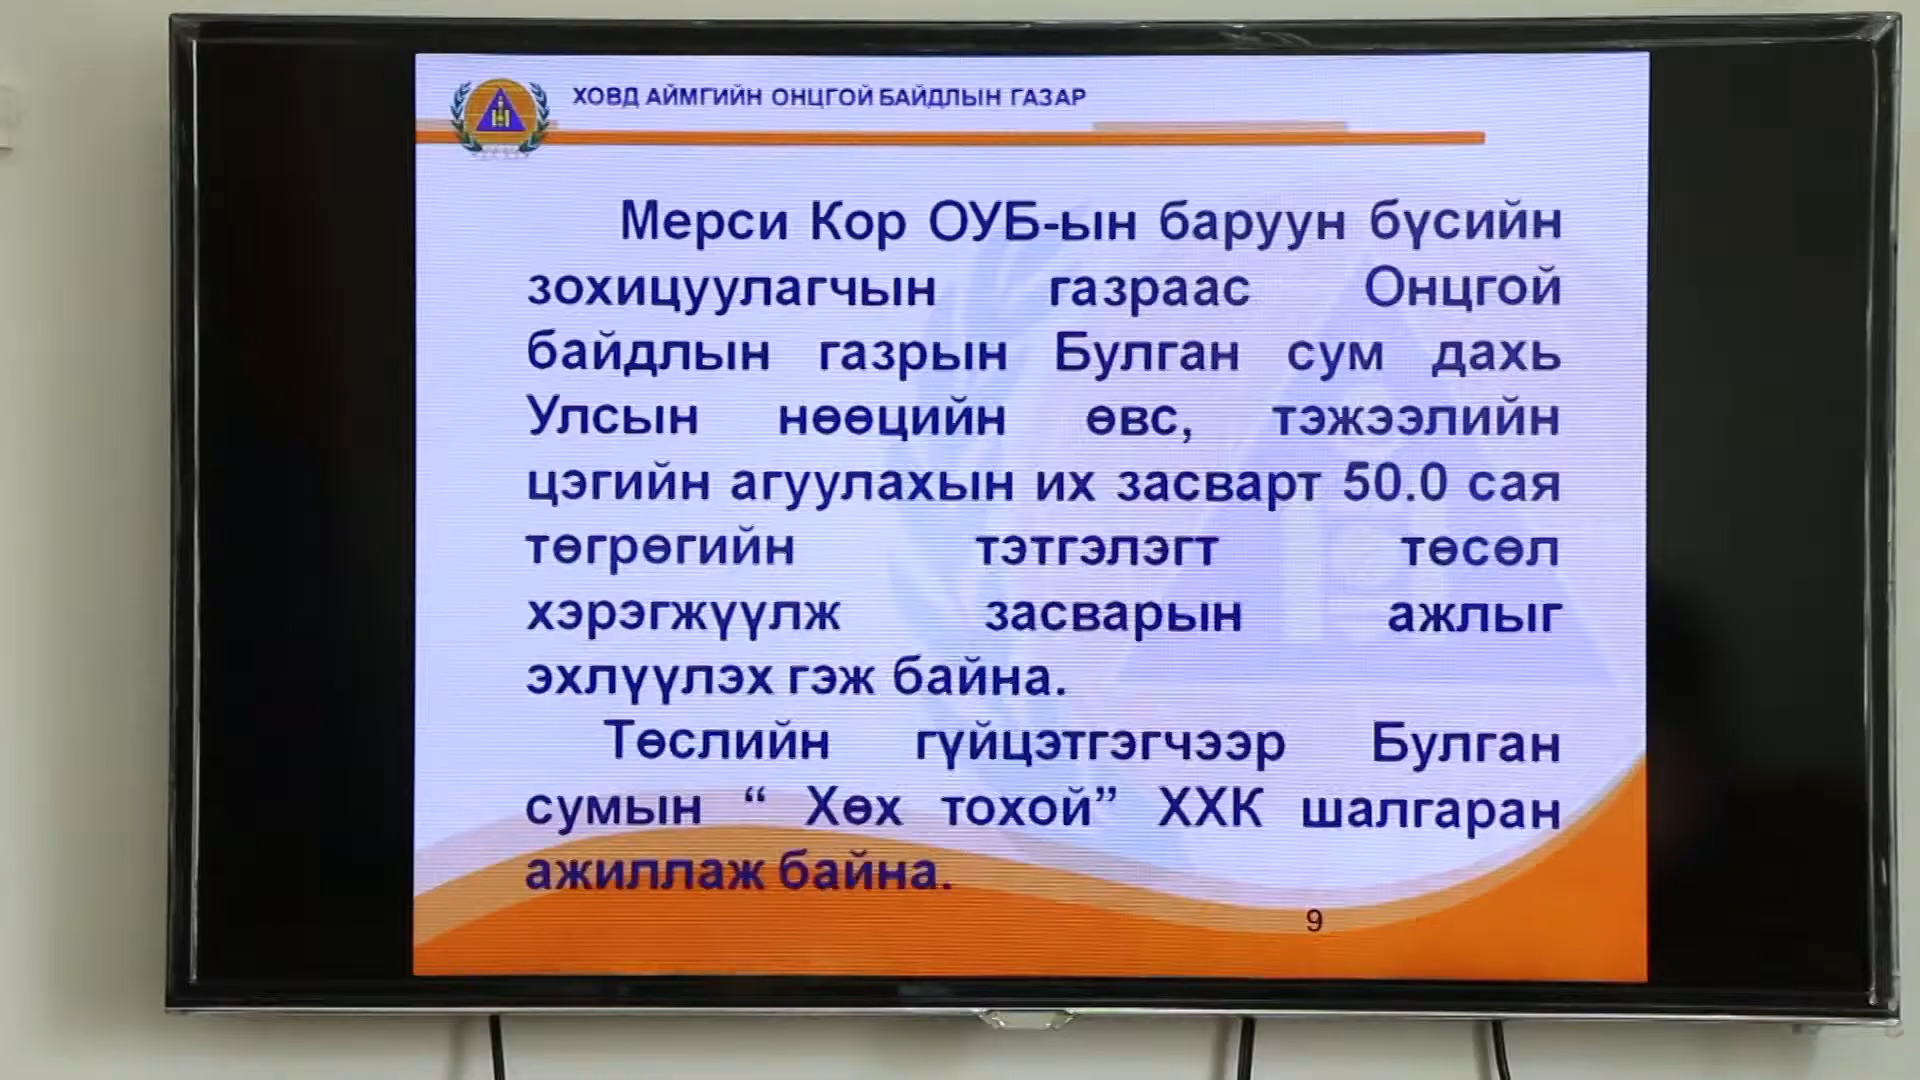 ХОВД АЙМГИЙН ОНЦГОЙ БАЙДЛЫН ГАЗАР
Мерси Кор ОУБ-ын баруун бүсийн
зохицуулагчын газраас Онцгой
байдлын газрын Булган сум дахь
Улсын нөөцийн өвс, тэжээлийн
цэгийн агуулахын их засварт 50.0 сая
төгрөгийн тэтгэлэгт төсөл
хэрэгжүүлж засварын ажлыг
эхлүүлэх гэж байна.
Төслийн гүйцэтгэгчээр Булган
сумын “ Хөх тохой” ХХК шалгаран
ажиллаж байна.
9